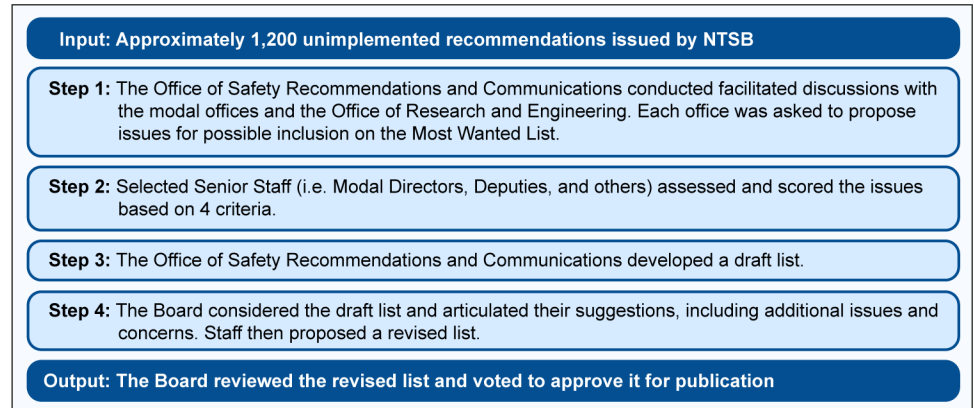 Input: Approximately 1,200 unimplemented recommendations issued by NTSB
Step 1: The Office of Safety Recommendations and Communications conducted facilitated discussions with
the modal offices and the Office of Research and Engineering. Each office was asked to propose
issues for possible inclusion on the Most Wanted List.
Step 2: Selected Senior Staff (i.e. Modal Directors, Deputies, and others) assessed and scored the issues
based on 4 criteria.
Step 3: The Office of Safety Recommendations and Communications developed a draft list.
Step 4: The Board considered the draft list and articulated their suggestions, including additional issues and
concerns. Staff then proposed a revised list.
Output: The Board reviewed the revised list and voted to approve it for publication